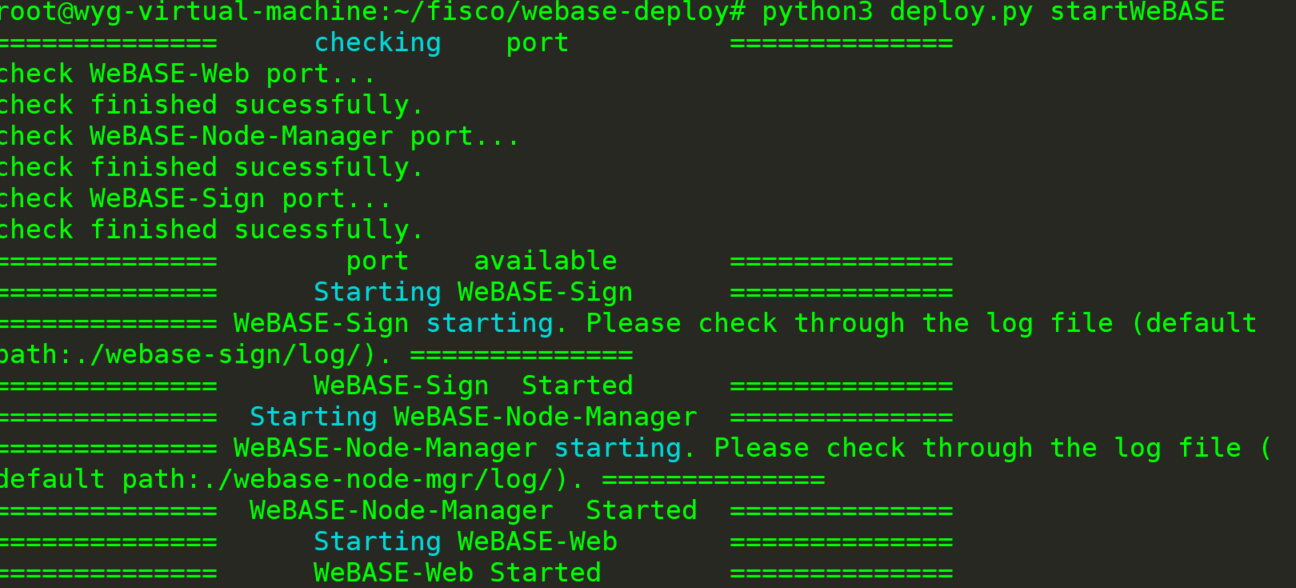 root@wyg-virtual-machine:~/fisco/webase-deploy# python3 deploy.py startWeBASE
============== checking port ==============
check WeBASE-Web port...
check finished sucessfully.
check WeBASE-Node-Manager port...
check finished sucessfully.
check WeBASE-Sign port...
check finished sucessfully.
============== port available ==============
============== Starting WeBASE-Sign ==============
============== WeBASE-Sign starting. Please check through the log file (default
path:./webase-sign/log/). ==============
============== WeBASE-Sign Started ==============
============== Starting WeBASE-Node-Manager ==============
============== WeBASE-Node-Manager starting. Please check through the log file (
default path:./webase-node-mgr/log/). ==============
============== WeBASE-Node-Manager Started ==============
============== Starting WeBASE-Web ==============
============== WeBASE-Web Started ==============